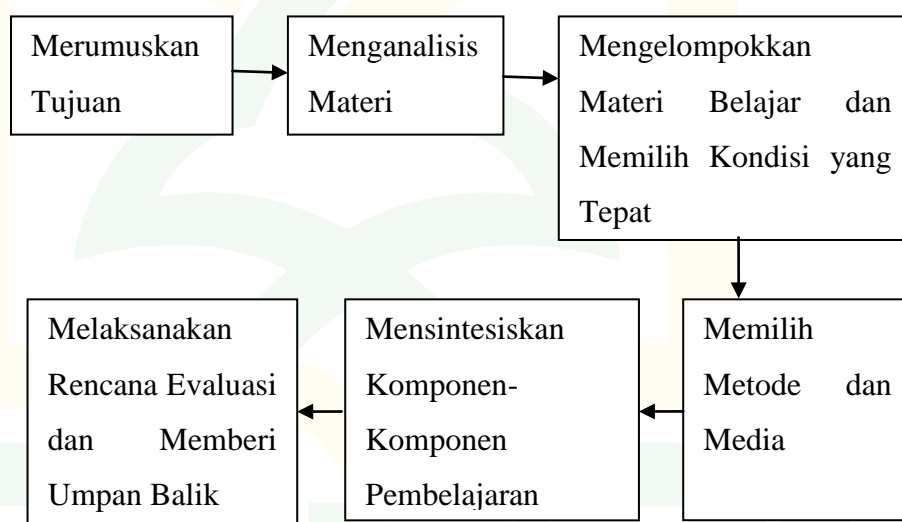 Merumuskan
Tujuan
Menganalisis
Materi
Mengelompokkan
Materi Belajar dan
Memilih Kondisi yang
Tepat
Memilih
Metode dan
Media
Mensintesiskan
Komponen-
Komponen
Pembelajaran
Melaksanakan
Rencana Evaluasi
dan Memberi
Umpan Balik